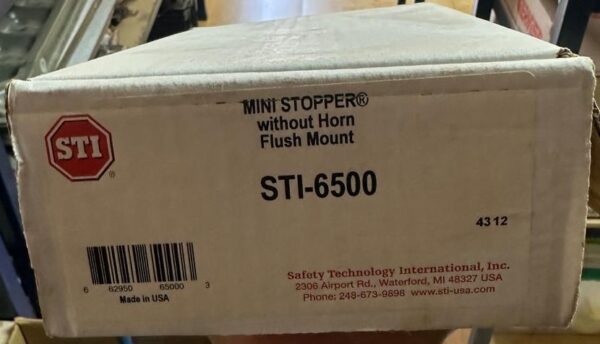 MINI STOPPER®
without Horn
Flush Mount
STI®
STI-6500
4312
6 62950 65000 3
Made in USA
Safety Technology International, Inc.
2306 Airport Rd., Waterford, MI 48327 USA
Phone: 248-673-9898 www.sti-usa.com